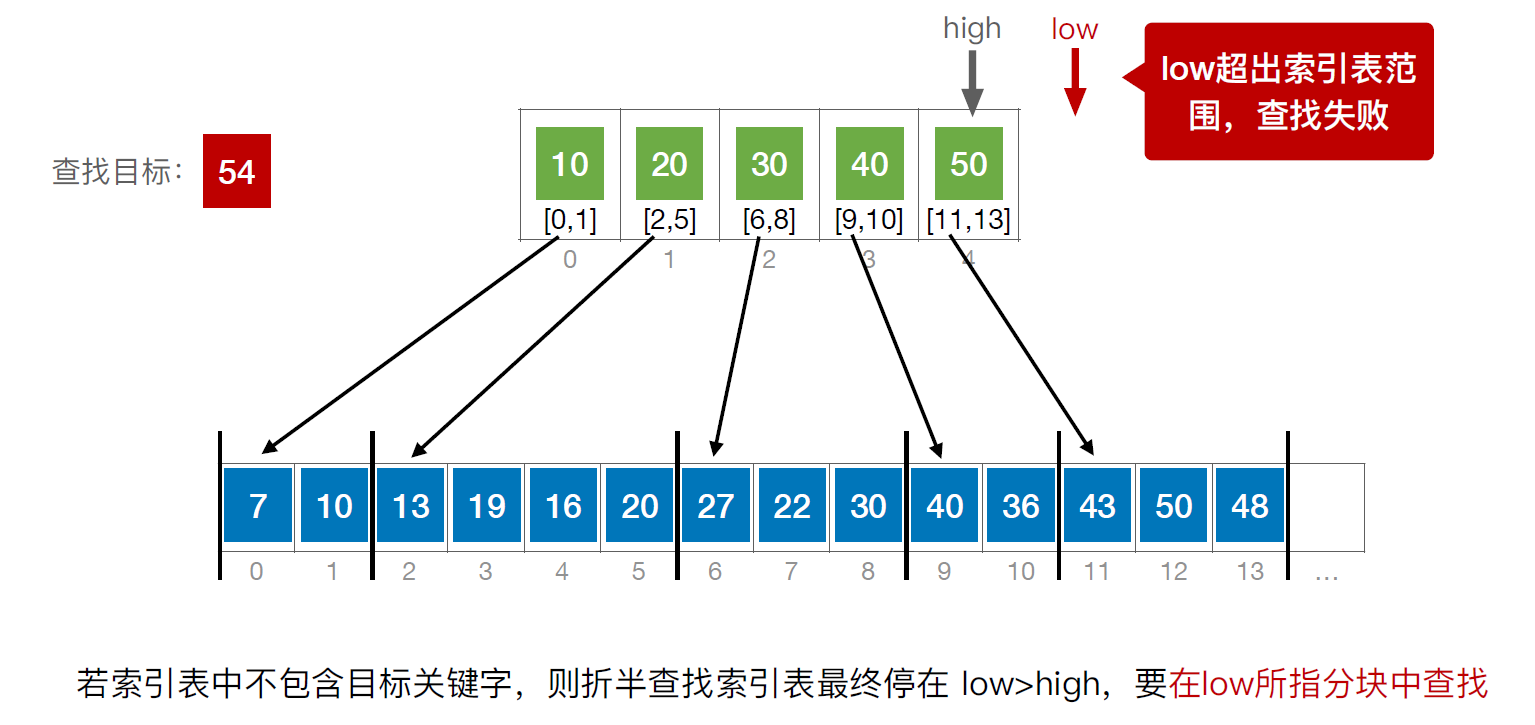 high low
low超出索引表范
围，查找失败
查找目标： 54
10 20 30 40 50
[0,1] [2,5] [6,8] [9,10] [11,13]
0 1 2 3 4
7 10 13 19 16 20 27 22 30 40 36 43 50 48
0 1 2 3 4 5 6 7 8 9 10 11 12 13 ...
若索引表中不包含目标关键字，则折半查找索引表最终停在 low>high，要在low所指分块中查找